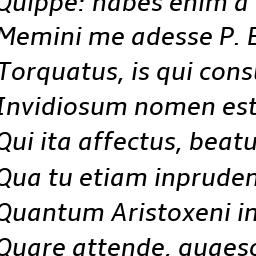 Quippe: habes enim a
Memini me adesse P.
Torquatus, is qui cons
Invidiosum nomen est
Qui ita affectus, beatu
Qua tu etiam inpruden
Quantum Aristoxeni in
Quare attende, quaeso